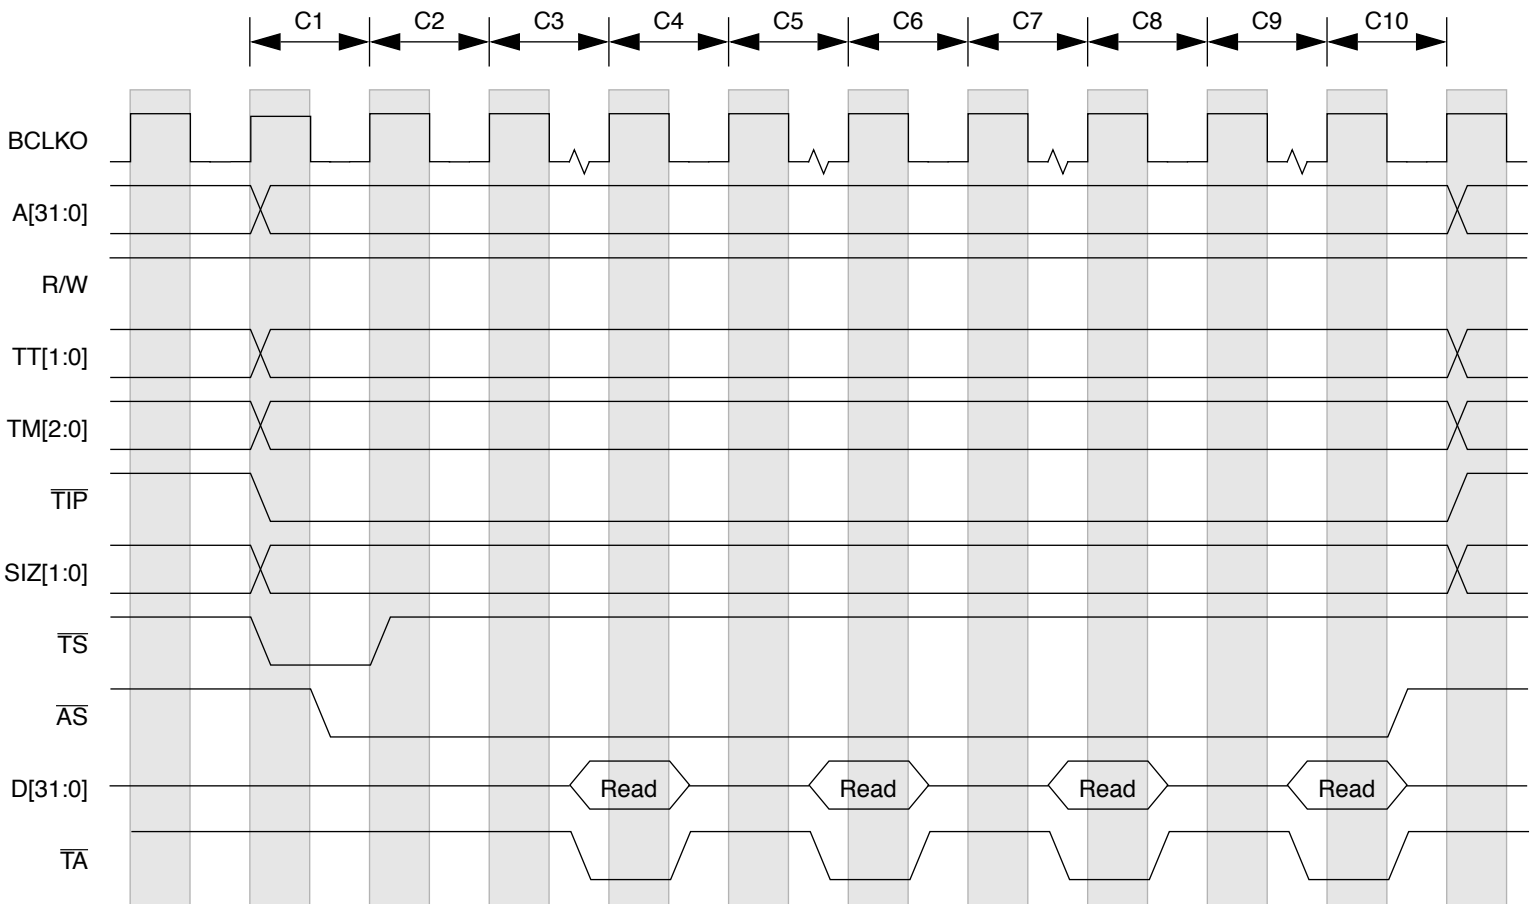 C1 C2 C3 C4 C5 C6 C7 C8 C9 C10
BCLKO
A[31:0]
R/W
TT[1:0]
TM[2:0]
TIP
SIZ[1:0]
TS
AS
D[31:0] Read Read Read Read
TA